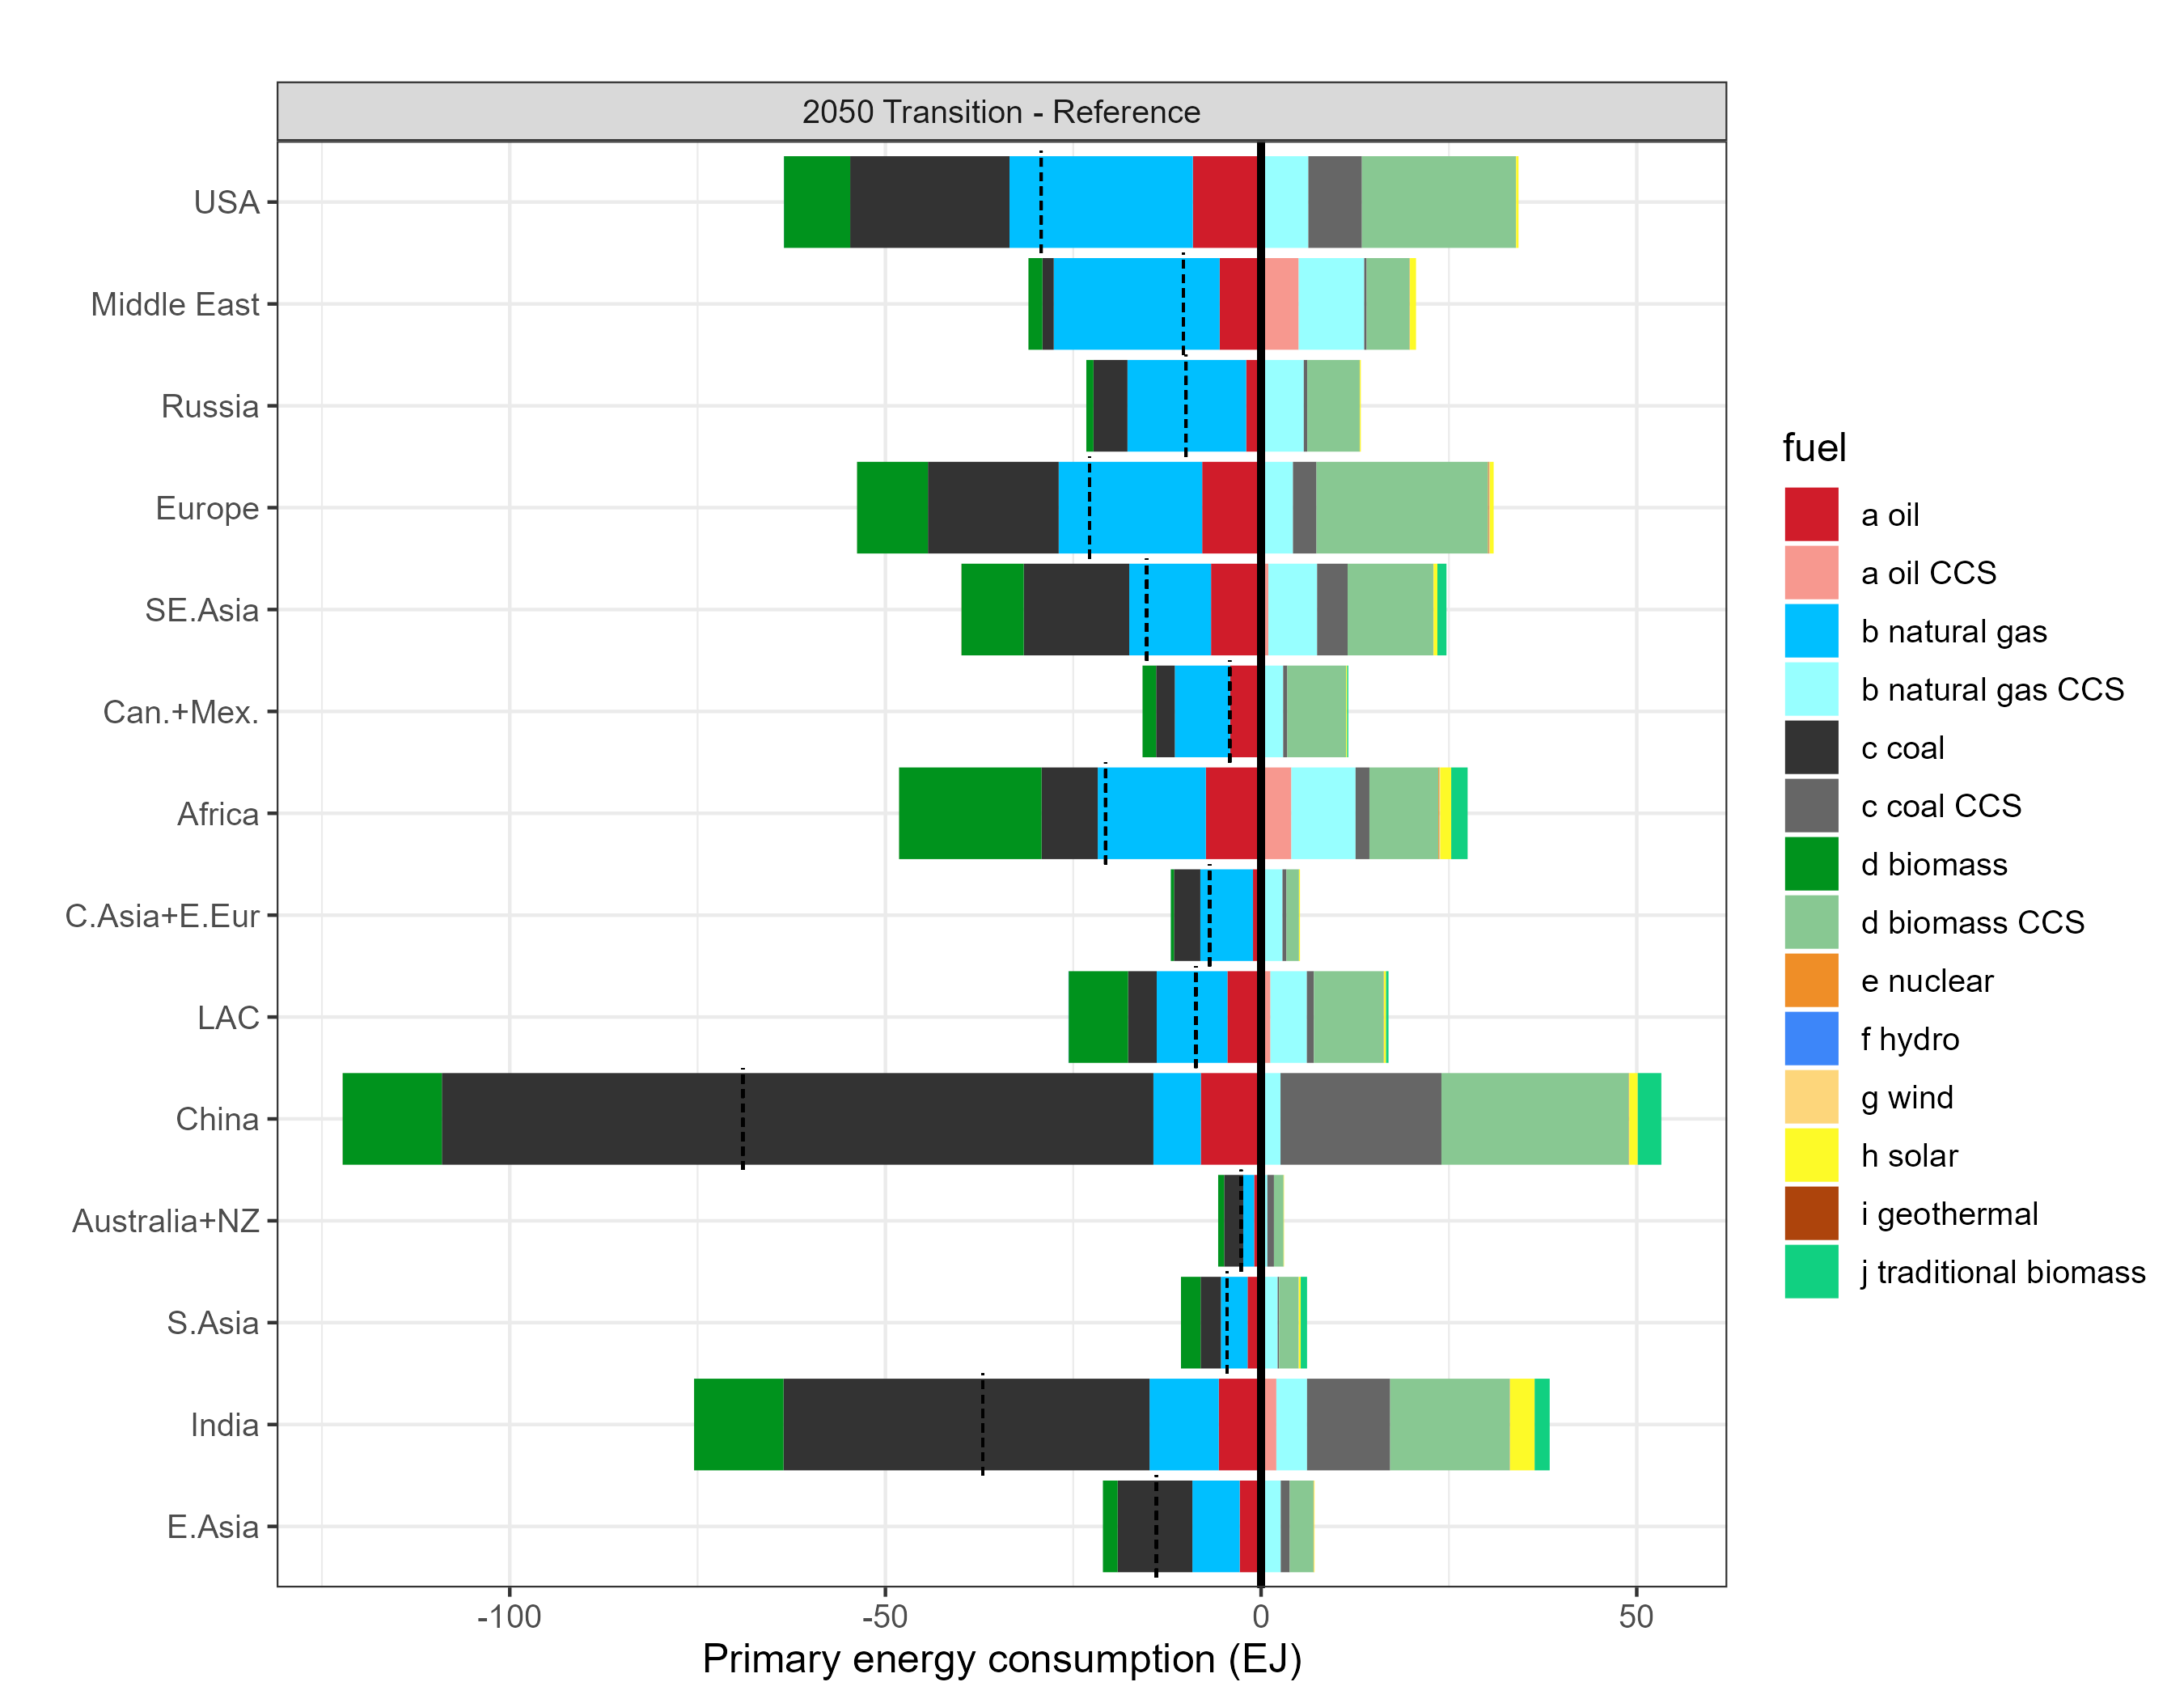 2050 Transition - Reference
USA
Middle East
Russia
Europe
SE.Asia
Can.+Mex.
Africa
C.Asia+E.Eur
LAC
China
Australia+NZ
S.Asia
India
E.Asia
-100
-50
0
50
Primary energy consumption (EJ)
fuel
a oil
a oil CCS
b natural gas
b natural gas CCS
c coal
c coal CCS
d biomass
d biomass CCS
e nuclear
f hydro
g wind
h solar
i geothermal
j traditional biomass